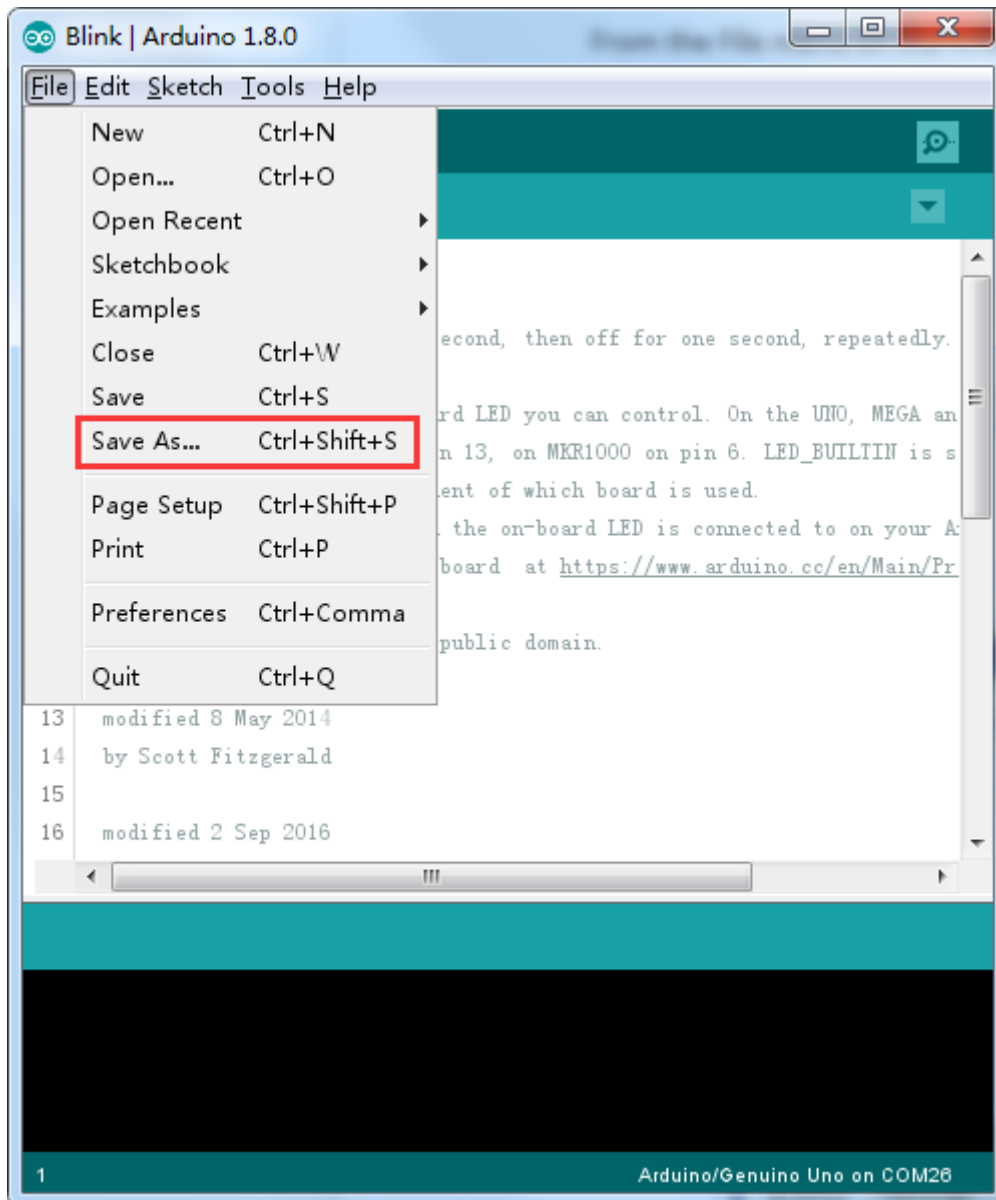 Blink | Arduino 1.8.0
File Edit Sketch Tools Help
New Ctrl+N
Open... Ctrl+O
Open Recent
Sketchbook
Examples
Close Ctrl+W
Save Ctrl+S
Save As... Ctrl+Shift+S
Page Setup Ctrl+Shift+P
Print Ctrl+P
Preferences Ctrl+Comma
Quit Ctrl+Q
econd, then off for one second, repeatedly.
rd LED you can control. On the UNO, MEGA an
n 13, on MKR1000 on pin 6. LED_BUILTIN is s
ent of which board is used.
the on-board LED is connected to on your A
board at https://www.arduino.cc/en/Main/Pr
public domain.
13 modified 8 May 2014
14 by Scott Fitzgerald
15
16 modified 2 Sep 2016
1 Arduino/Genuino Uno on COM26